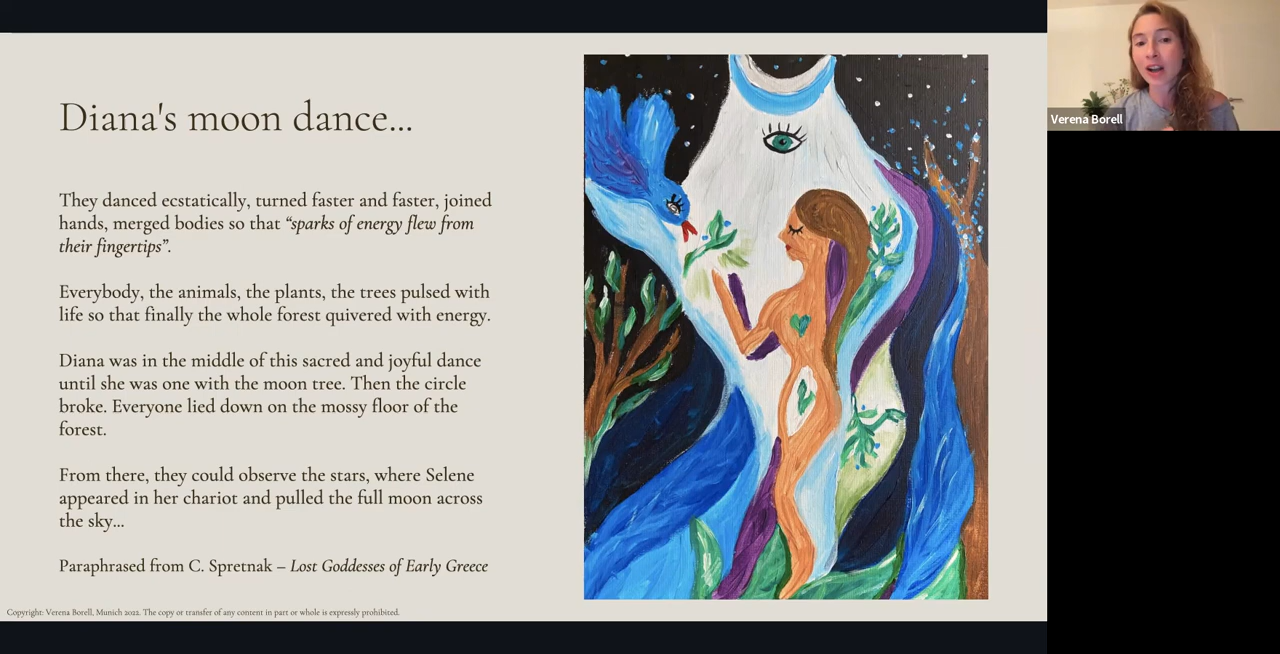 Diana's moon dance...
They danced ecstatically, turned faster and faster, joined
hands, merged bodies so that “sparks of energy flew from
their fingertips”.
Everybody, the animals, the plants, the trees pulsed with
life so that finally the whole forest quivered with energy.
Diana was in the middle of this sacred and joyful dance
until she was one with the moon tree. Then the circle
broke. Everyone lied down on the mossy floor of the
forest.
From there, they could observe the stars, where Selene
appeared in her chariot and pulled the full moon across
the sky...
Paraphrased from C. Spretnak – Lost Goddesses of Early Greece
Copyright: Verena Borell, Munich 2022. The copy or transfer of any content in part or whole is expressly prohibited.
Verena Borell